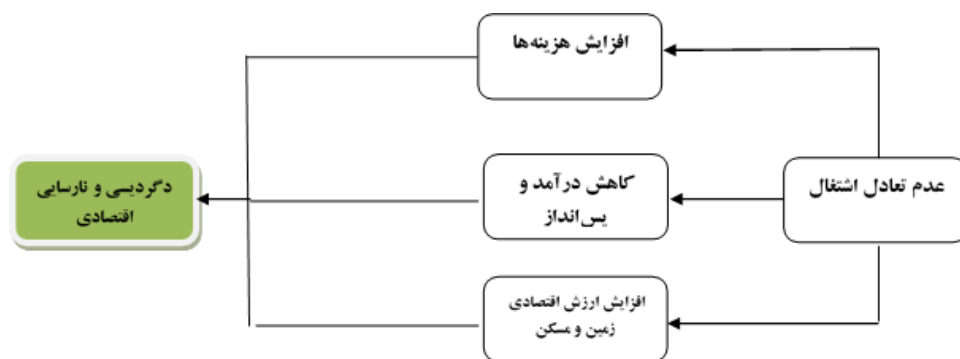 عدم تعادل اشتغال
افزایش هزینه‌ها
کاهش درآمد و
پس‌انداز
افزایش ارزش اقتصادی
زمین و مسکن
دگردیسی و نارسایی
اقتصادی